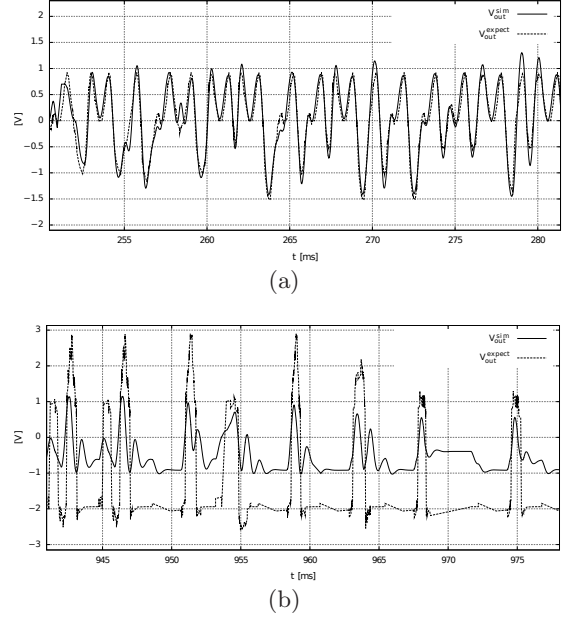 2
1.5
1
0.5
0
-0.5
-1
-1.5
-2
[V]
V_out^sim
V_out^expect
255 260 265 270 275 280
t [ms]
(a)
3
2
1
0
-1
-2
-3
[V]
V_out^sim
V_out^expect
945 950 955 960 965 970 975
t [ms]
(b)